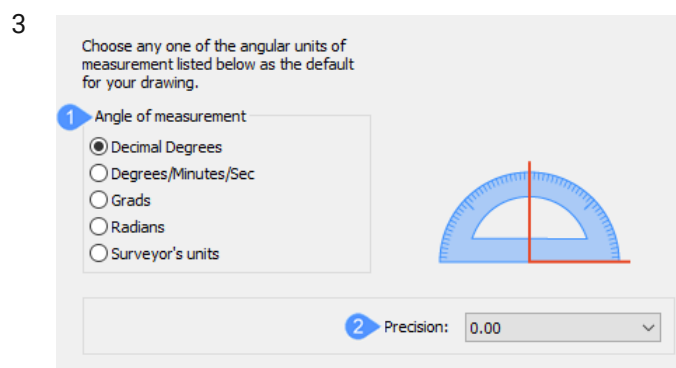 3
Choose any one of the angular units of
measurement listed below as the default
for your drawing.
1 Angle of measurement
Decimal Degrees
Degrees/Minutes/Sec
Grads
Radians
Surveyor's units
2 Precision: 0.00